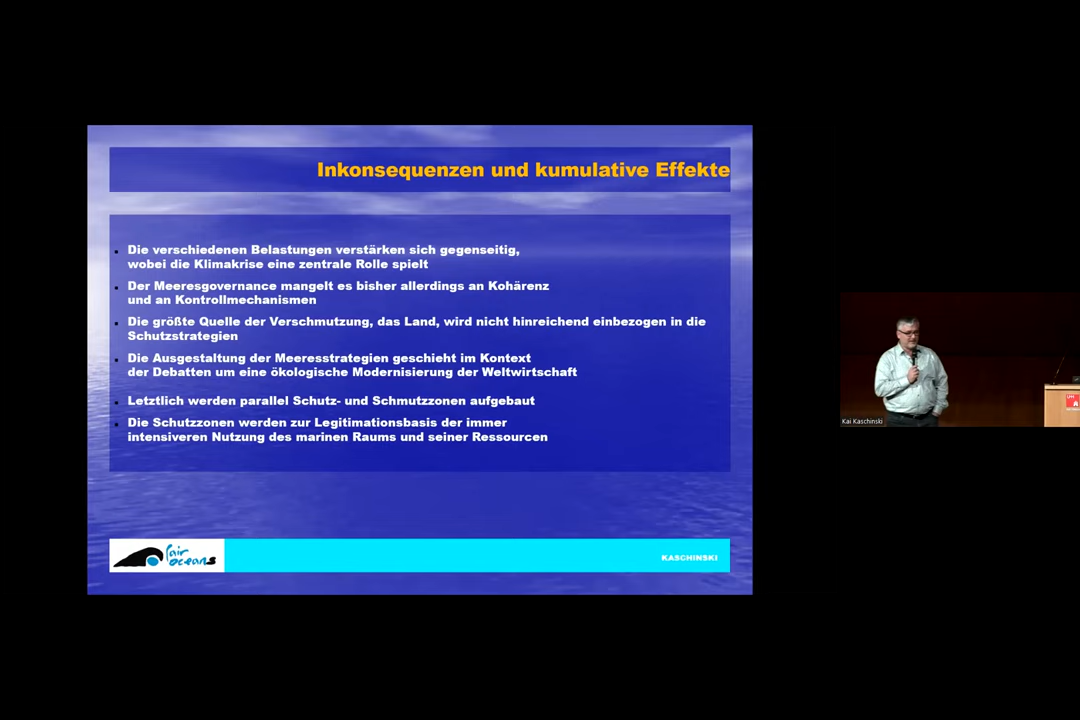 Inkonsequenzen und kumulative Effekte
Die verschiedenen Belastungen verstärken sich gegenseitig,
wobei die Klimakrise eine zentrale Rolle spielt
Der Meeresgovernance mangelt es bisher allerdings an Kohärenz
und an Kontrollmechanismen
Die größte Quelle der Verschmutzung, das Land, wird nicht hinreichend einbezogen in die
Schutzstrategien
Die Ausgestaltung der Meeresstrategien geschieht im Kontext
der Debatten um eine ökologische Modernisierung der Weltwirtschaft
Letztlich werden parallel Schutz- und Schmutzzonen aufgebaut
Die Schutzzonen werden zur Legitimationsbasis der immer
intensiveren Nutzung des marinen Raums und seiner Ressourcen
fair
oceans
KASCHINSKI
Kai Kaschinski